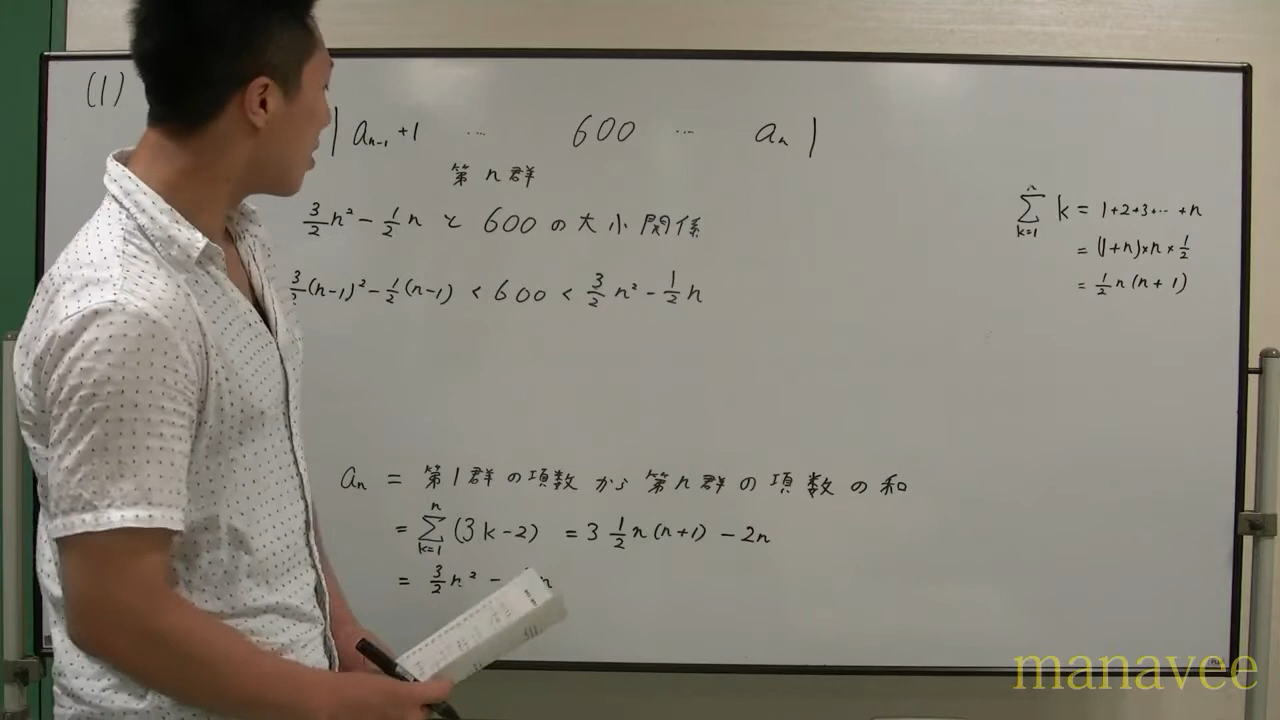 (1)
| aₙ₋₁+1 … 600 … aₙ |
第n群
3/2 n² - 1/2 n と 600 の大小関係
3/2 (n-1)² - 1/2 (n-1) < 600 < 3/2 n² - 1/2 n
aₙ = 第1群の項数から第n群の項数の和
= Σ[k=1→n] (3k-2) = 3 1/2 n(n+1) - 2n
= 3/2 n² - n
Σ[k=1→n] k = 1+2+3+… +n
= (1+n)×n×1/2
= 1/2 n(n+1)
manavee